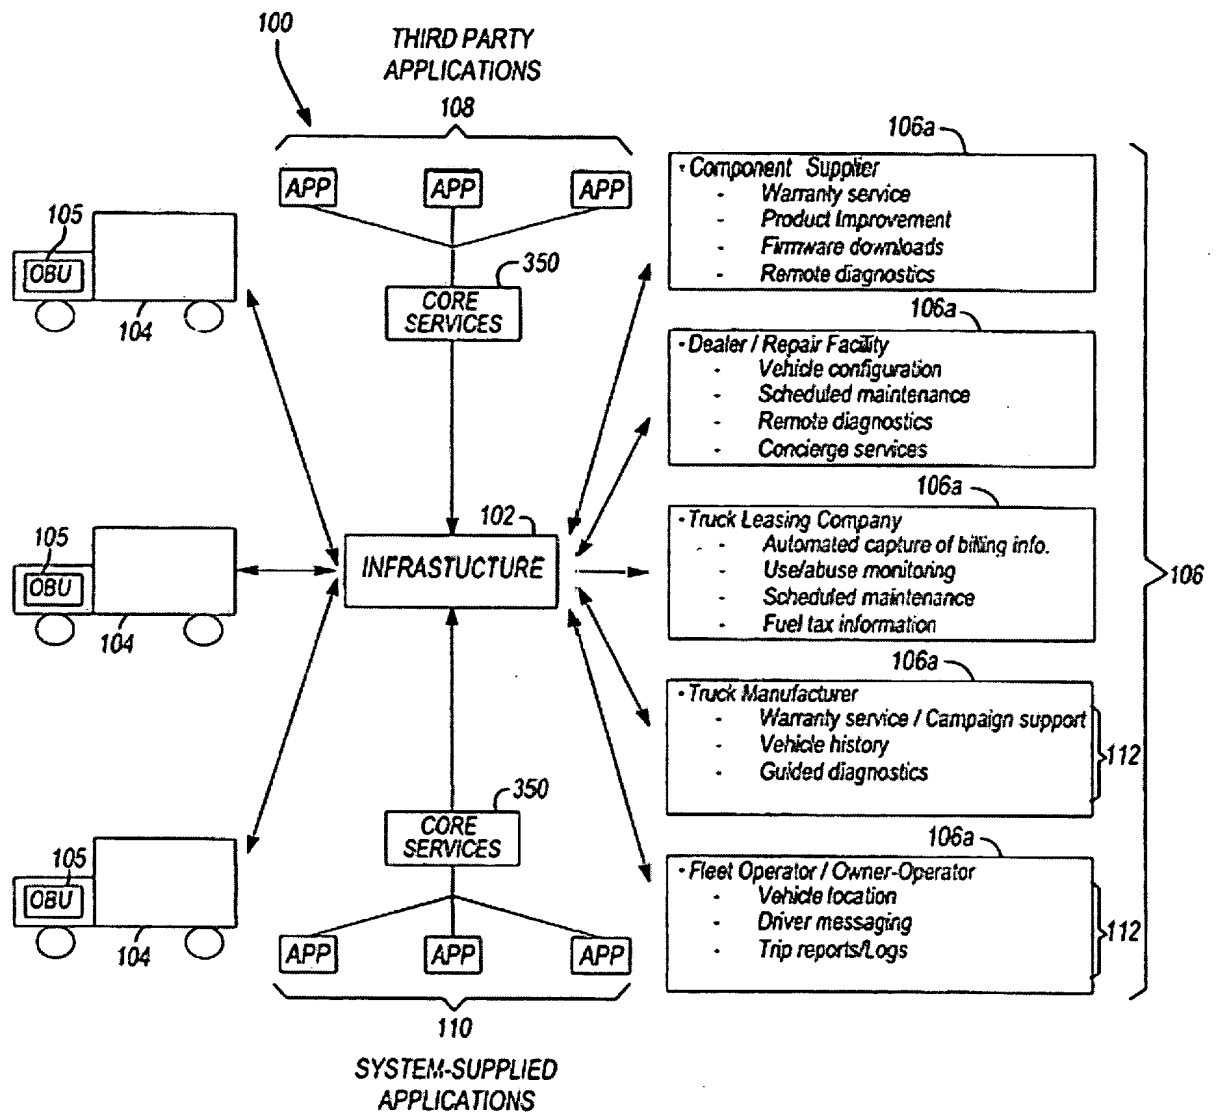 100
THIRD PARTY
APPLICATIONS
108
APP
APP
APP
350
CORE
SERVICES
105
OBU
104
105
OBU
104
105
OBU
104
102
INFRASTUCTURE
350
CORE
SERVICES
APP
APP
APP
110
SYSTEM-SUPPLIED
APPLICATIONS
106a
• Component Supplier
- Warranty service
- Product Improvement
- Firmware downloads
- Remote diagnostics
106a
• Dealer / Repair Facility
- Vehicle configuration
- Scheduled maintenance
- Remote diagnostics
- Concierge services
106a
• Truck Leasing Company
- Automated capture of billing info.
- Use/abuse monitoring
- Scheduled maintenance
- Fuel tax information
106a
• Truck Manufacturer
- Warranty service / Campaign support
- Vehicle history
- Guided diagnostics
112
106a
• Fleet Operator / Owner-Operator
- Vehicle location
- Driver messaging
- Trip reports/Logs
112
106